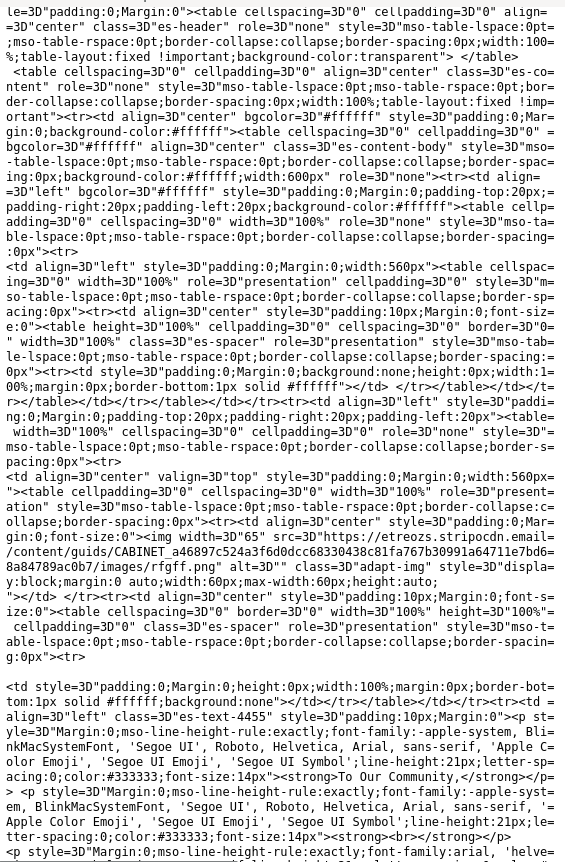 le=3D"padding:0;Margin:0"><table cellspacing=3D"0" cellpadding=3D"0" align=
=3D"center" class=3D"es-header" role=3D"none" style=3D"mso-table-lspace:0pt=
;mso-table-rspace:0pt;border-collapse:collapse;border-spacing:0px;width:100=
%;table-layout:fixed !important;background-color:transparent"> </table>
<table cellspacing=3D"0" cellpadding=3D"0" align=3D"center" class=3D"es-co=
ntent" role=3D"none" style=3D"mso-table-lspace:0pt;mso-table-rspace:0pt;bor=
der-collapse:collapse;border-spacing:0px;width:100%;table-layout:fixed !imp=
ortant"><tr><td align=3D"center" bgcolor=3D"#ffffff" style=3D"padding:0;Mar=
gin:0;background-color:#ffffff"><table cellspacing=3D"0" cellpadding=3D"0" =
bgcolor=3D"#ffffff" align=3D"center" class=3D"es-content-body" style=3D"mso=
-table-lspace:0pt;mso-table-rspace:0pt;border-collapse:collapse;border-spac=
ing:0px;background-color:#ffffff;width:600px" role=3D"none"><tr><td align=
=3D"left" bgcolor=3D"#ffffff" style=3D"padding:0;Margin:0;padding-top:20px;=
padding-right:20px;padding-left:20px;background-color:#ffffff"><table cellp=
adding=3D"0" cellspacing=3D"0" width=3D"100%" role=3D"none" style=3D"mso-ta=
ble-lspace:0pt;mso-table-rspace:0pt;border-collapse:collapse;border-spacing=
:0px"><tr>
<td align=3D"left" style=3D"padding:0;Margin:0;width:560px"><table cellspac=
ing=3D"0" width=3D"100%" role=3D"presentation" cellpadding=3D"0" style=3D"m=
so-table-lspace:0pt;mso-table-rspace:0pt;border-collapse:collapse;border-sp=
acing:0px"><tr><td align=3D"center" style=3D"padding:10px;Margin:0;font-siz=
e:0"><table height=3D"100%" cellpadding=3D"0" cellspacing=3D"0" border=3D"0=
" width=3D"100%" class=3D"es-spacer" role=3D"presentation" style=3D"mso-tab=
le-lspace:0pt;mso-table-rspace:0pt;border-collapse:collapse;border-spacing:=
0px"><tr><td style=3D"padding:0;Margin:0;background:none;height:0px;width:1=
00%;margin:0px;border-bottom:1px solid #ffffff"></td> </tr></table></td></t=
r></table></td></tr></table></td></tr><tr><td align=3D"left" style=3D"paddi=
ng:0;Margin:0;padding-top:20px;padding-right:20px;padding-left:20px"><table=
width=3D"100%" cellspacing=3D"0" cellpadding=3D"0" role=3D"none" style=3D"=
mso-table-lspace:0pt;mso-table-rspace:0pt;border-collapse:collapse;border-s=
pacing:0px"><tr>
<td align=3D"center" valign=3D"top" style=3D"padding:0;Margin:0;width:560px=
"><table cellpadding=3D"0" cellspacing=3D"0" width=3D"100%" role=3D"present=
ation" style=3D"mso-table-lspace:0pt;mso-table-rspace:0pt;border-collapse:c=
ollapse;border-spacing:0px"><tr><td align=3D"center" style=3D"padding:0;Mar=
gin:0;font-size:0"><img width=3D"65" src=3D"https://etreozs.stripocdn.email=
/content/guids/CABINET_a46897c524a3f6d0dcc68330438c81fa767b30991a64711e7bd6=
8a84789ac0b7/images/rfgff.png" alt=3D"" class=3D"adapt-img" style=3D"displa=
y:block;margin:0 auto;width:60px;max-width:60px;height:auto;
"></td> </tr><tr><td align=3D"center" style=3D"padding:10px;Margin:0;font-s=
ize:0"><table cellspacing=3D"0" border=3D"0" width=3D"100%" height=3D"100%"=
cellpadding=3D"0" class=3D"es-spacer" role=3D"presentation" style=3D"mso-t=
able-lspace:0pt;mso-table-rspace:0pt;border-collapse:collapse;border-spacin=
g:0px"><tr>

<td style=3D"padding:0;Margin:0;height:0px;width:100%;margin:0px;border-bot=
tom:1px solid #ffffff;background:none"></td></tr></table></td></tr><tr><td =
align=3D"left" class=3D"es-text-4455" style=3D"padding:10px;Margin:0"><p st=
yle=3D"Margin:0;mso-line-height-rule:exactly;font-family:-apple-system, Bli=
nkMacSystemFont, 'Segoe UI', Roboto, Helvetica, Arial, sans-serif, 'Apple C=
olor Emoji', 'Segoe UI Emoji', 'Segoe UI Symbol';line-height:21px;letter-sp=
acing:0;color:#333333;font-size:14px"><strong>To Our Community,</strong></p=
> <p style=3D"Margin:0;mso-line-height-rule:exactly;font-family:-apple-syst=
em, BlinkMacSystemFont, 'Segoe UI', Roboto, Helvetica, Arial, sans-serif, '=
Apple Color Emoji', 'Segoe UI Emoji', 'Segoe UI Symbol';line-height:21px;le=
tter-spacing:0;color:#333333;font-size:14px"><strong><br></strong></p>
<p style=3D"Margin:0;mso-line-height-rule:exactly;font-family:arial, 'helve=